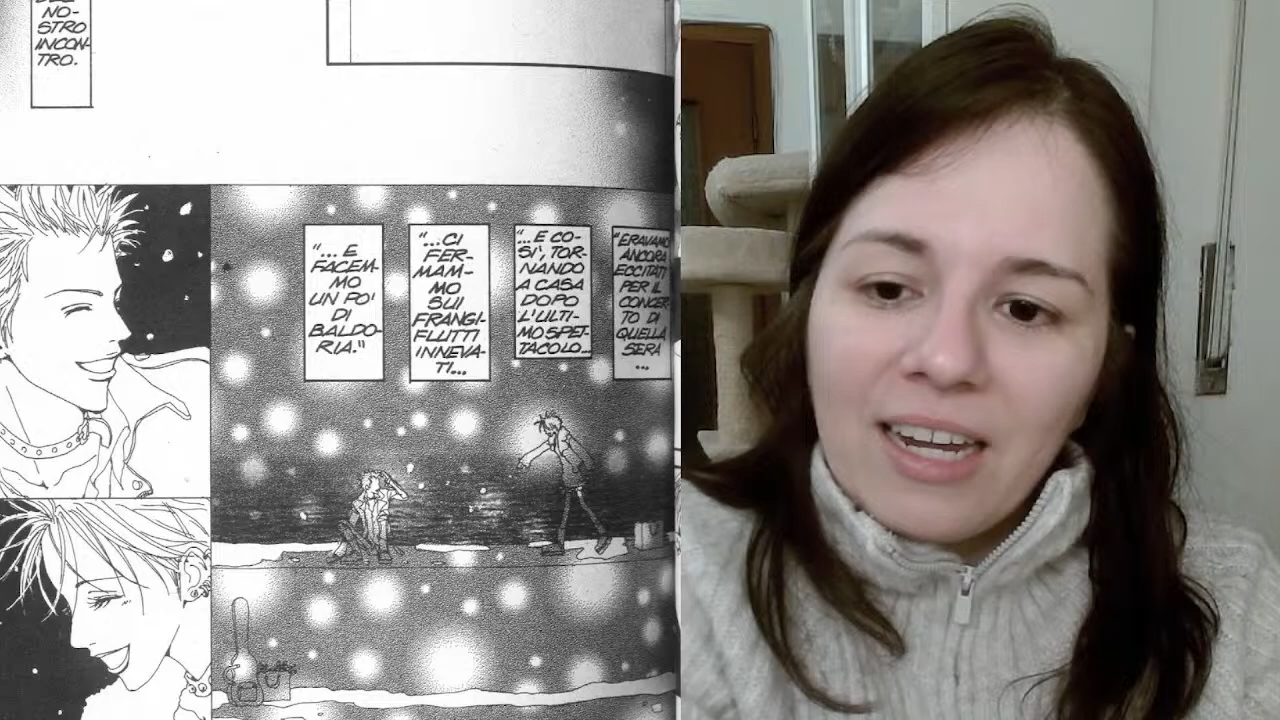 NO-
STRO
INCON-
TRO.
"ERAVAMO
ANCORA
ECCITATI
PER IL
CONCER-
TO DI
QUELLA
SERA
...
"...E CO-
SÌ, TOR-
NANDO
A CASA
DOPO
L'ULTI-
MO SPET-
TACOLO...
"...CI
FER-
MAM-
MO
SUI
FRANGI-
FLUTTI
INNEVA-
TI...
"... E
FACEM-
MO
UN PO'
DI
BALDO-
RIA."